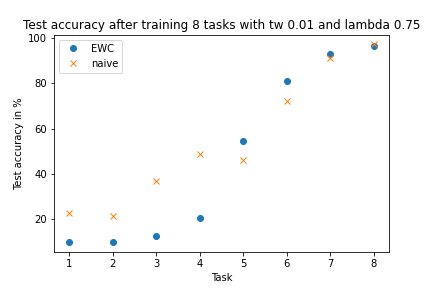 Test accuracy after training 8 tasks with tw 0.01 and lambda 0.75
100
80
60
40
20
Test accuracy in %
EWC
naive
1 2 3 4 5 6 7 8
Task